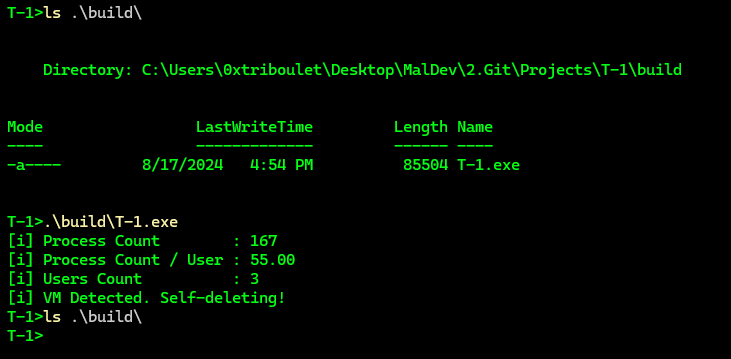 T-1>ls .\build\
Directory: C:\Users\0xtriboulet\Desktop\MalDev\2.Git\Projects\T-1\build
Mode                LastWriteTime         Length Name
----                -------------         ------ ----
-a----         8/17/2024   4:54 PM          85504 T-1.exe
T-1>.\build\T-1.exe
[i] Process Count        : 167
[i] Process Count / User : 55.00
[i] Users Count          : 3
[i] VM Detected. Self-deleting!
T-1>ls .\build\
T-1>